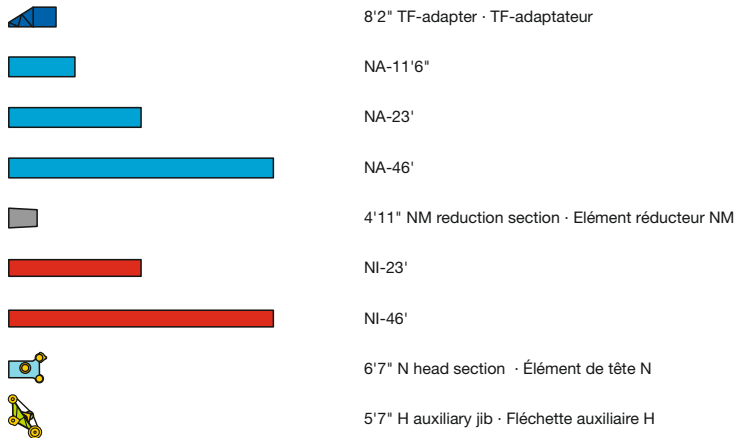 8'2" TF-adapter · TF-adaptateur
NA-11'6"
NA-23'
NA-46'
4'11" NM reduction section · Elément réducteur NM
NI-23'
NI-46'
6'7" N head section · Élément de tête N
5'7" H auxiliary jib · Fléchette auxiliaire H